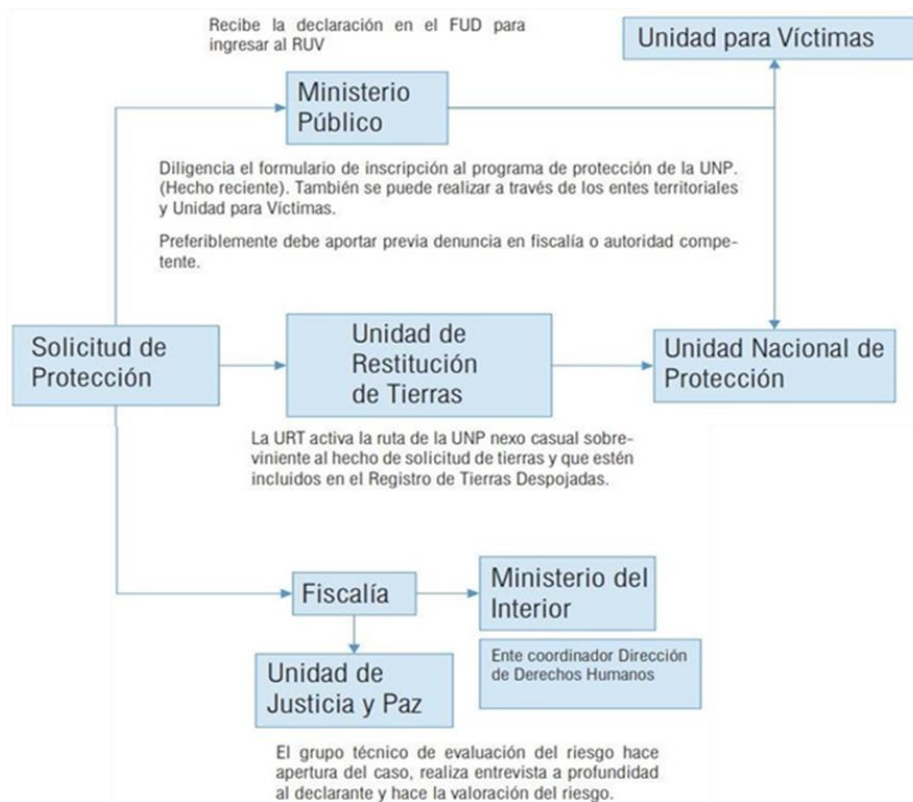 Recibe la declaración en el FUD para
ingresar al RUV
Unidad para Víctimas
Ministerio
Público
Diligencia el formulario de inscripción al programa de protección de la UNP.
(Hecho reciente). También se puede realizar a través de los entes territoriales
y Unidad para Víctimas.
Preferiblemente debe aportar previa denuncia en fiscalía o autoridad compe-
tente.
Solicitud de
Protección
Unidad de
Restitución
de Tierras
Unidad Nacional de
Protección
La URT activa la ruta de la UNP nexo casual sobre-
viniente al hecho de solicitud de tierras y que estén
incluidos en el Registro de Tierras Despojadas.
Fiscalía
Ministerio del
Interior
Ente coordinador Dirección
de Derechos Humanos
Unidad de
Justicia y Paz
El grupo técnico de evaluación del riesgo hace
apertura del caso, realiza entrevista a profundidad
al declarante y hace la valoración del riesgo.